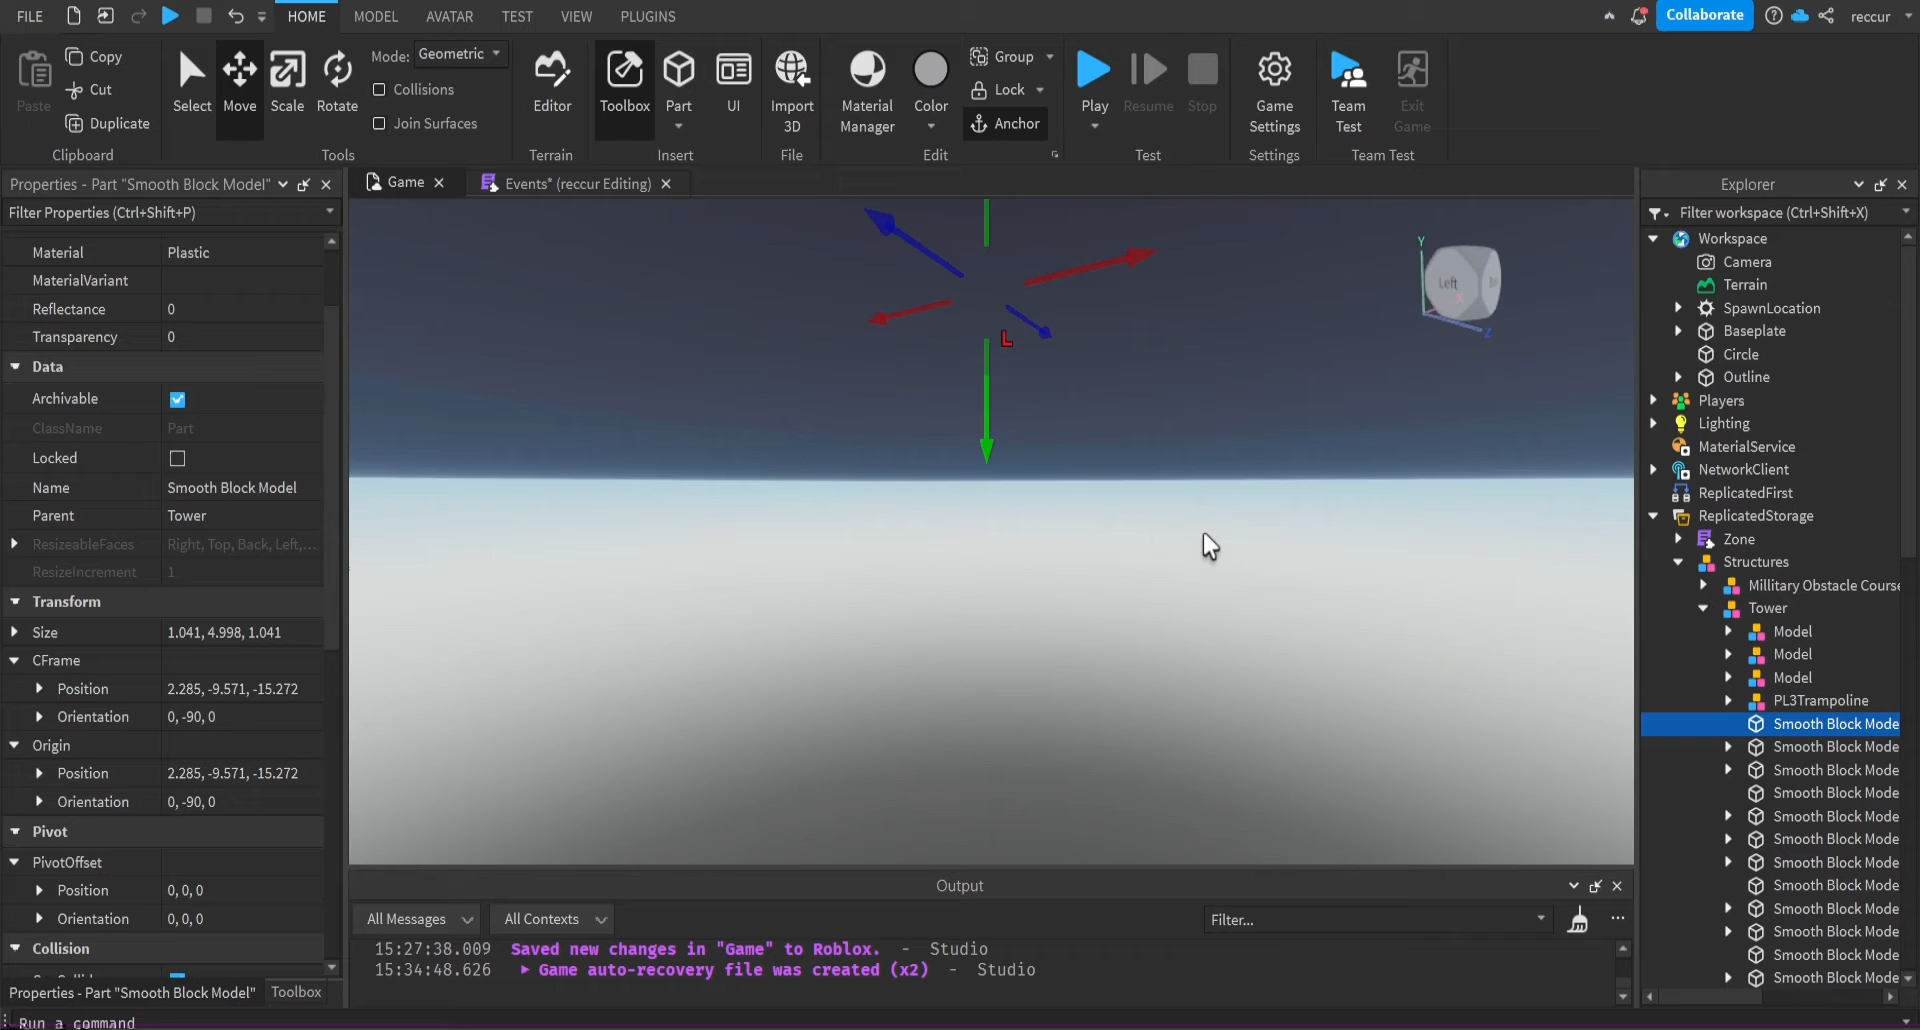 FILE HOME MODEL AVATAR TEST VIEW PLUGINS Collaborate reccur
Paste Copy Cut Duplicate Clipboard
Select Move Scale Rotate Mode: Geometric Collisions Join Surfaces Tools
Editor Terrain
Toolbox Part UI Insert
Import 3D File
Material Manager Color Group Lock Anchor Edit
Play Resume Stop Test
Game Settings Settings
Team Test Exit Game Team Test
Properties - Part "Smooth Block Model"
Filter Properties (Ctrl+Shift+P)
Material Plastic
MaterialVariant
Reflectance 0
Transparency 0
Data
Archivable
ClassName Part
Locked
Name Smooth Block Model
Parent Tower
ResizeableFaces Right, Top, Back, Left,...
ResizeIncrement 1
Transform
Size 1.041, 4.998, 1.041
CFrame
Position 2.285, -9.571, -15.272
Orientation 0, -90, 0
Origin
Position 2.285, -9.571, -15.272
Orientation 0, -90, 0
Pivot
PivotOffset
Position 0, 0, 0
Orientation 0, 0, 0
Collision
Properties - Part "Smooth Block Model" Toolbox
Run a command
Game Events* (reccur Editing)
L
Y
Left
Z
Output
All Messages All Contexts Filter...
15:27:38.009 Saved new changes in "Game" to Roblox. - Studio
15:34:48.626 Game auto-recovery file was created (x2) - Studio
Explorer
Filter workspace (Ctrl+Shift+X)
Workspace
Camera
Terrain
SpawnLocation
Baseplate
Circle
Outline
Players
Lighting
MaterialService
NetworkClient
ReplicatedFirst
ReplicatedStorage
Zone
Structures
Millitary Obstacle Course
Tower
Model
Model
Model
PL3Trampoline
Smooth Block Mode
Smooth Block Mode
Smooth Block Mode
Smooth Block Mode
Smooth Block Mode
Smooth Block Mode
Smooth Block Mode
Smooth Block Mode
Smooth Block Mode
Smooth Block Mode
Smooth Block Mode
Smooth Block Mode